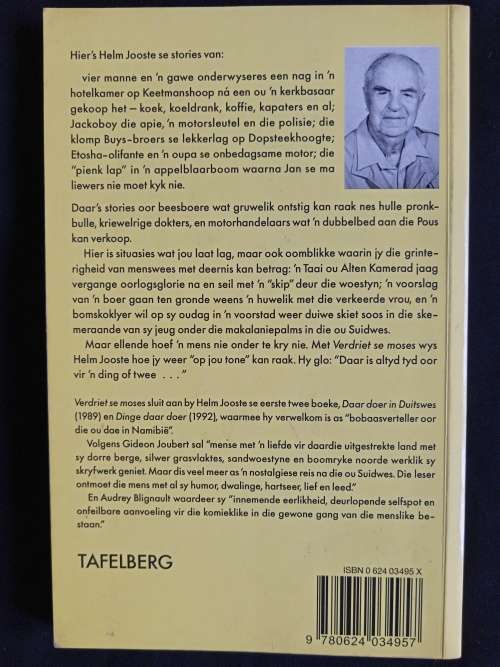 Hier's Helm Jooste se stories van:
vier manne en 'n gawe onderwyseres een nag in 'n
hotelkamer op Keetmanshoop ná een ou 'n kerkbasaar
gekoop het – koek, koeldrank, koffie, kapaters en al;
Jackoboy die apie, 'n motorsleutel en die polisie; die
klomp Buys-broers se lekkerlag op Dopsteekhoogte;
Etosha-olifante en 'n oupa se onbedagsame motor; die
"pienk lap" in 'n appelblaarboom waarna Jan se ma
liewers nie moet kyk nie.
Daar's stories oor beesboere wat gruwelik ontstig kan raak nes hulle pronk-
bulle, kriewelrige dokters, en motorhandelaars wat 'n dubbelbed aan die Pous
kan verkoop.
Hier is situasies wat jou laat lag, maar ook oomblikke waarin jy die grinte-
righeid van menswees met deernis kan betrag: 'n Taai ou Alten Kamerad jaag
vergange oorlogsglorie na en seil met 'n "skip" deur die woestyn; 'n voorslag
van 'n boer gaan ten gronde weens 'n huwelik met die verkeerde vrou, en 'n
bomskoklyer wil op sy oudag in 'n voorstad weer duiwe skiet soos in die ske-
meraande van sy jeug onder die makalaniepalms in die ou Suidwes.
Maar ellende hoef 'n mens nie onder te kry nie. Met Verdriet se moses wys
Helm Jooste hoe jy weer "op jou tone" kan raak. Hy glo: "Daar is altyd tyd oor
vir 'n ding of twee . . ."
Verdriet se moses sluit aan by Helm Jooste se eerste twee boeke, Daar doer in Duitswes
(1989) en Dinge daar doer (1992), waarmee hy verwelkom is as "bobaasverteller oor
die ou dae in Namibië".
Volgens Gideon Joubert sal "mense met 'n liefde vir daardie uitgestrekte land met
sy dorre berge, silwer grasvlaktes, sandwoestyne en boomryke noorde werklik sy
skryfwerk geniet. Maar dis veel meer as 'n nostalgiese reis na die ou Suidwes. Die leser
ontmoet die mens met al sy humor, dwalinge, hartseer, lief en leed."
En Audrey Blignault waardeer sy "innemende eerlikheid, deurlopende selfspot en
onfeilbare aanvoeling vir die komieklike in die gewone gang van die menslike be-
staan."
TAFELBERG
ISBN 0 624 03495 X
9 780624 034957